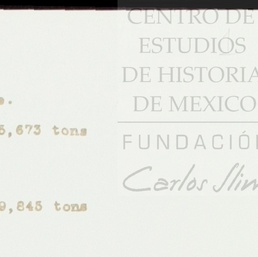 CENTRO DE
ESTUDIOS
DE HISTORIA
DE MEXICO
FUNDACIÓN
Carlos Slim
e.
5,673 tons
9,845 tons